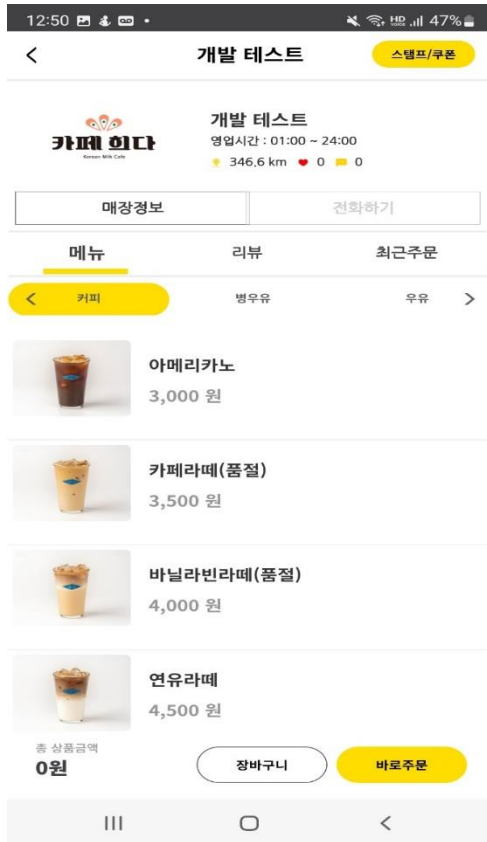 12:50
47%
개발 테스트
스탬프/쿠폰
카페 희다
Korean Milk Cafe
개발 테스트
영업시간 : 01:00 ~ 24:00
346.6 km 0 0
매장정보
전화하기
메뉴
리뷰
최근주문
커피
병우유
우유
아메리카노
3,000 원
카페라떼(품절)
3,500 원
바닐라빈라떼(품절)
4,000 원
연유라떼
4,500 원
총 상품금액
0원
장바구니
바로주문